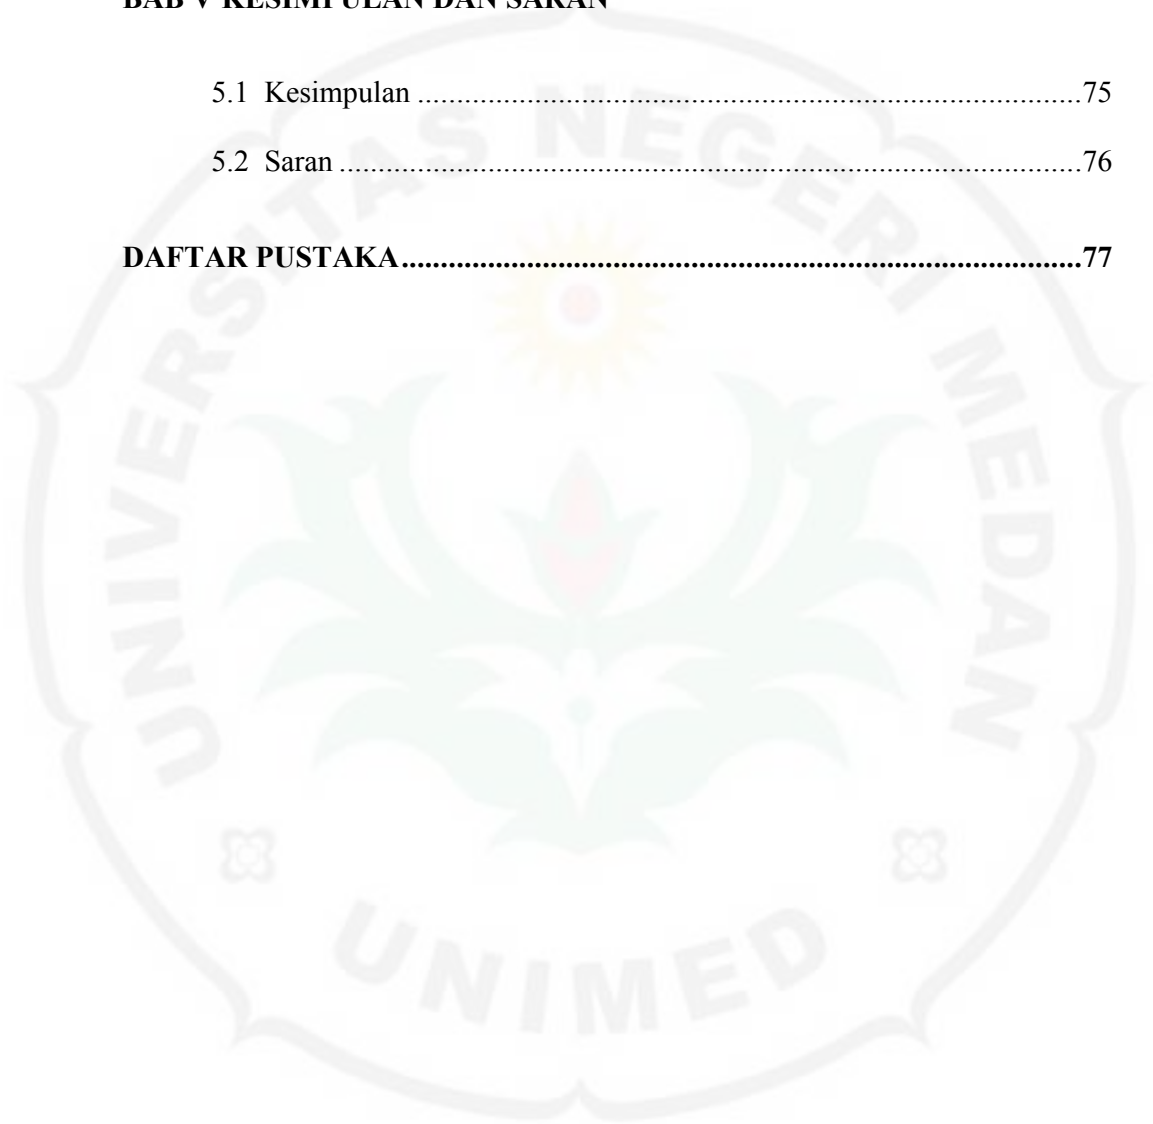 BAB V KESIMPULAN DAN SARAN
5.1 Kesimpulan ...............................................................................................75
5.2 Saran ..........................................................................................................76
DAFTAR PUSTAKA........................................................................................77
UNIVERSITAS NEGERI MEDAN
UNIMED